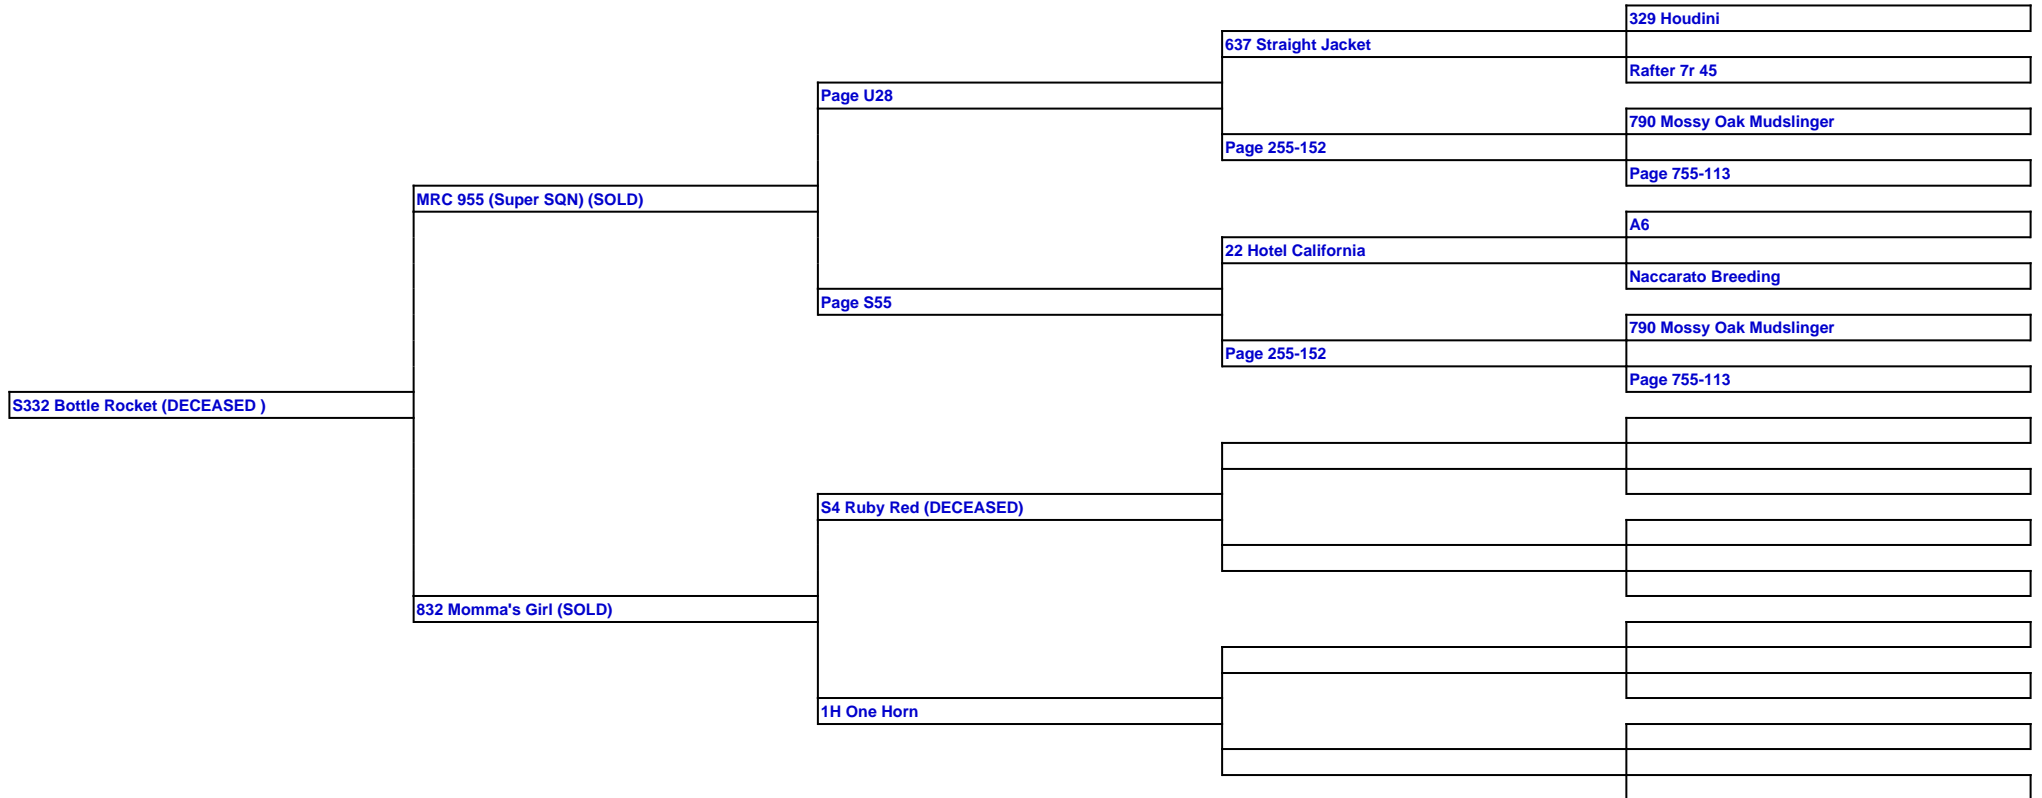 329 Houdini
637 Straight Jacket
Rafter 7r 45
Page U28
790 Mossy Oak Mudslinger
Page 255-152
Page 755-113
MRC 955 (Super SQN) (SOLD)
A6
22 Hotel California
Naccarato Breeding
Page S55
790 Mossy Oak Mudslinger
Page 255-152
Page 755-113
S332 Bottle Rocket (DECEASED )
S4 Ruby Red (DECEASED)
832 Momma's Girl (SOLD)
1H One Horn